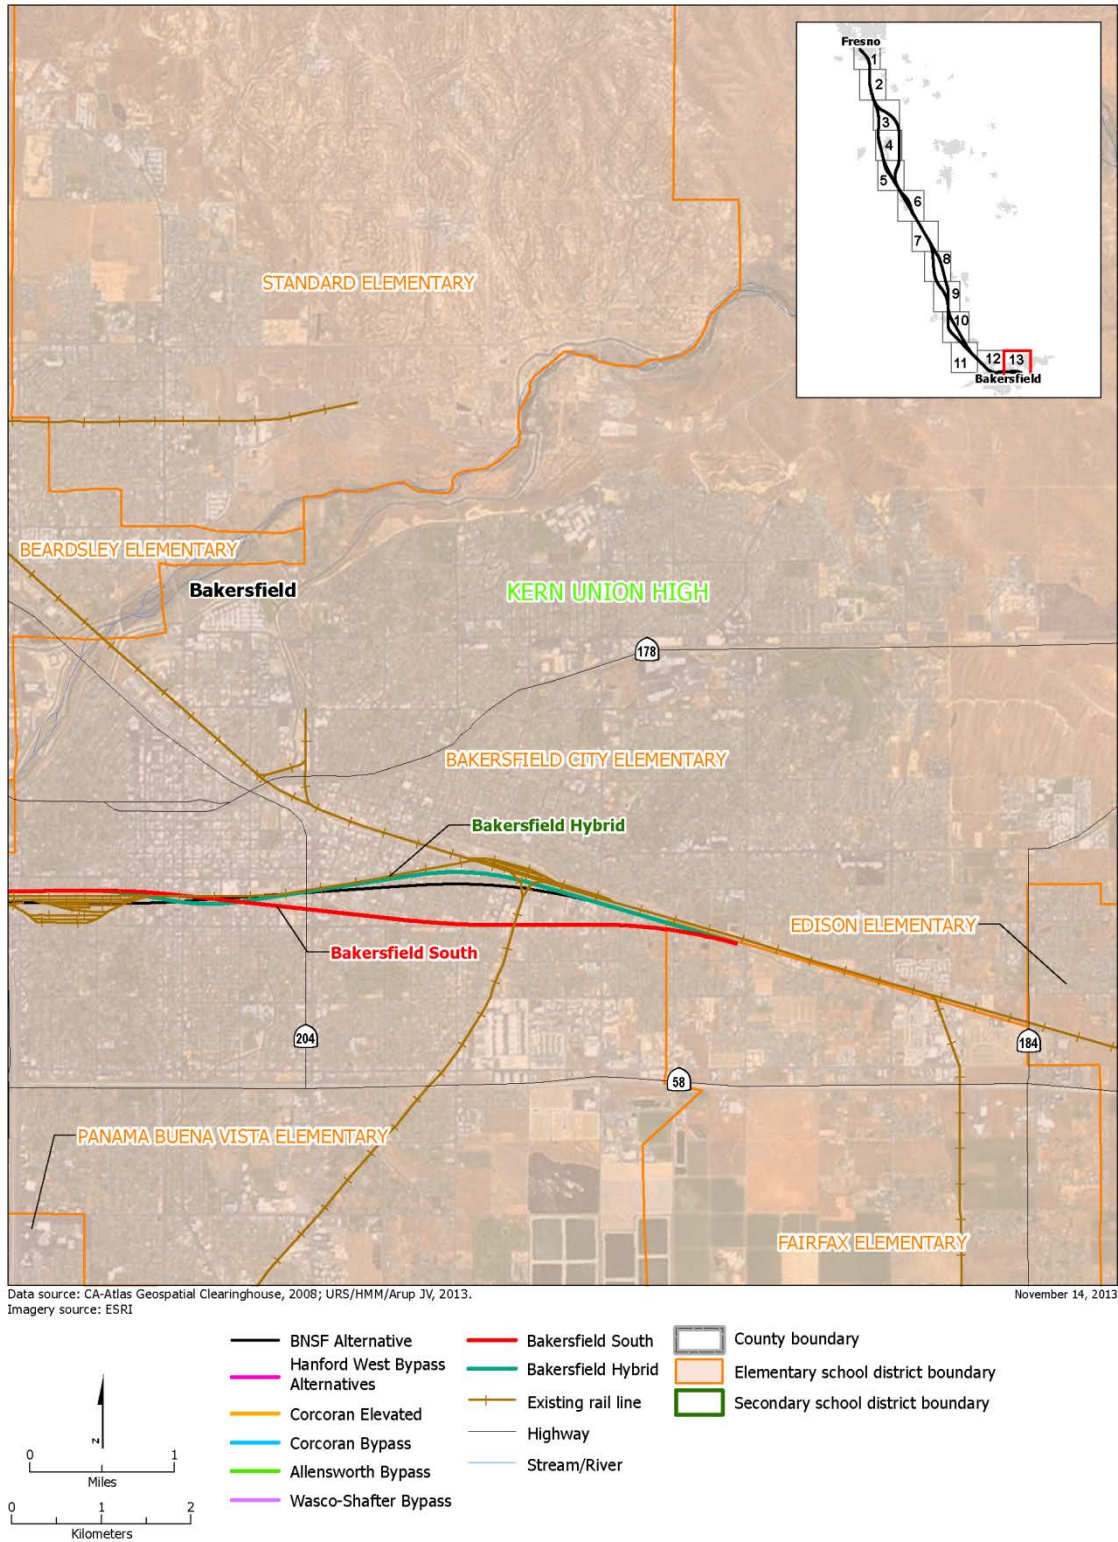 Fresno
1
2
3
4
5
6
7
8
9
10
11
12
13
Bakersfield
STANDARD ELEMENTARY
BEARDSLEY ELEMENTARY
Bakersfield
KERN UNION HIGH
178
BAKERSFIELD CITY ELEMENTARY
Bakersfield Hybrid
EDISON ELEMENTARY
Bakersfield South
204
184
58
PANAMA BUENA VISTA ELEMENTARY
FAIRFAX ELEMENTARY
Data source: CA-Atlas Geospatial Clearinghouse, 2008; URS/HMM/Arup JV, 2013.
Imagery source: ESRI
November 14, 2013
BNSF Alternative
Hanford West Bypass
Alternatives
Corcoran Elevated
Corcoran Bypass
Allensworth Bypass
Wasco-Shafter Bypass
Bakersfield South
Bakersfield Hybrid
Existing rail line
Highway
Stream/River
County boundary
Elementary school district boundary
Secondary school district boundary
N
0 1
Miles
0 1 2
Kilometers